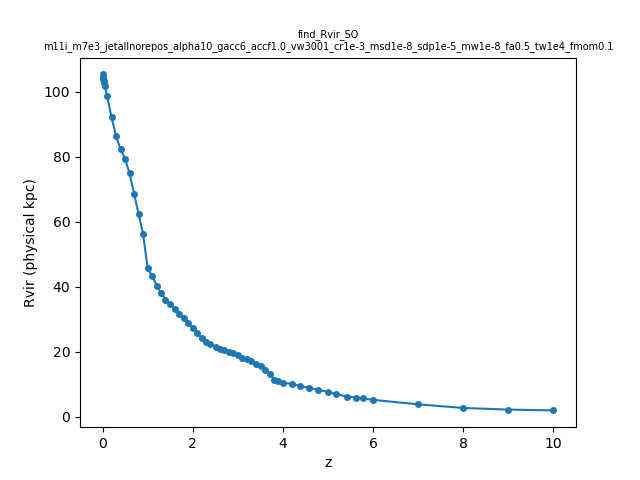 find_Rvir_SO
m11i_m7e3_jetallnorepos_alpha10_gacc6_accf1.0_vw3001_cr1e-3_msd1e-8_sdp1e-5_mw1e-8_fa0.5_tw1e4_fmom0.1
100
80
60
40
20
0
Rvir (physical kpc)
0 2 4 6 8 10
z